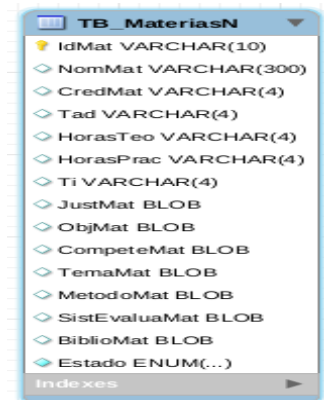 TB_MateriasN
IdMat VARCHAR(10)
NomMat VARCHAR(300)
CredMat VARCHAR(4)
Tad VARCHAR(4)
HorasTeo VARCHAR(4)
HorasPrac VARCHAR(4)
Ti VARCHAR(4)
JustMat BLOB
ObjMat BLOB
CompeteMat BLOB
TemaMat BLOB
MetodoMat BLOB
SistEvaluaMat BLOB
BiblioMat BLOB
Estado ENUM(...)
Indexes